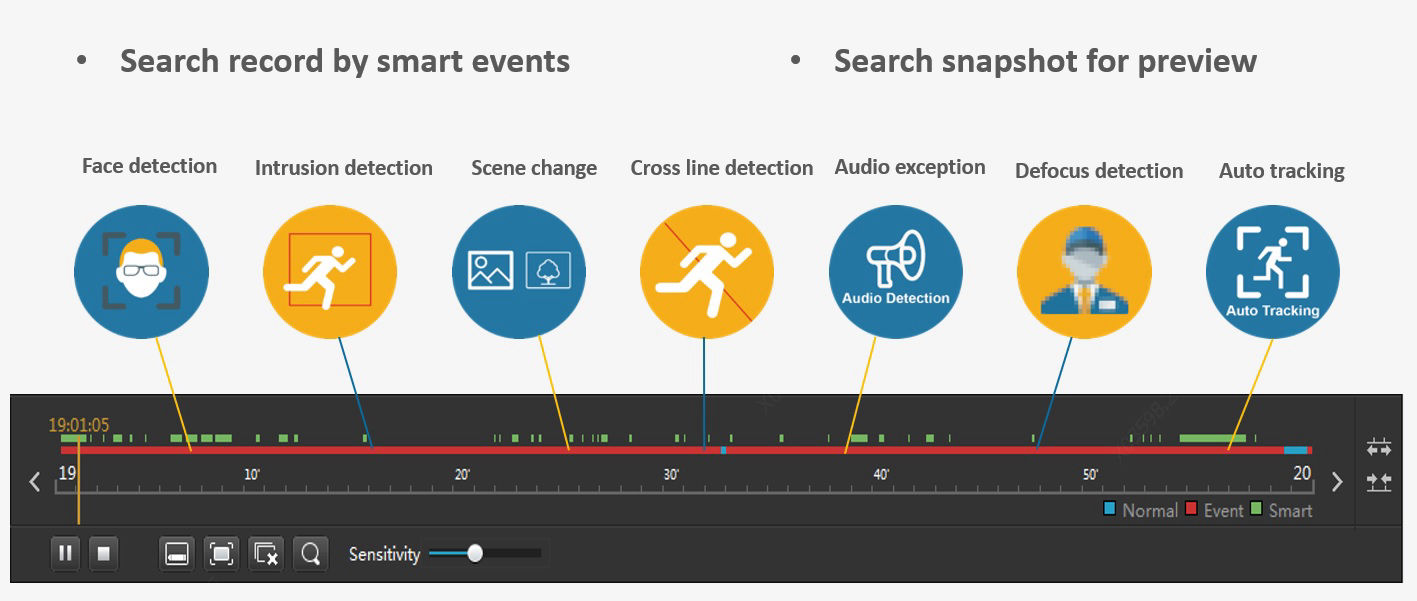 • Search record by smart events
• Search snapshot for preview
Face detection
Intrusion detection
Scene change
Cross line detection
Audio exception
Defocus detection
Auto tracking
Audio Detection
Auto Tracking
19:01:05
19 10' 20' 30' 40' 50' 20
Normal Event Smart
Sensitivity